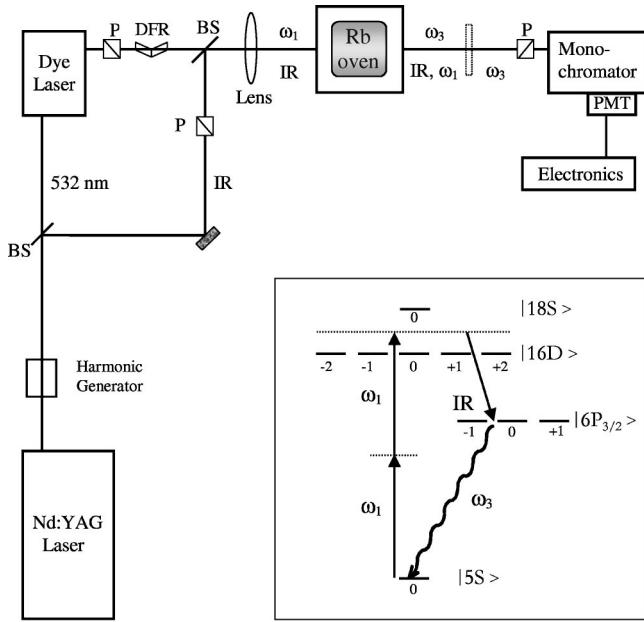 P
DFR
BS
ω₁
ω₃
P
Dye
Laser
Rb
oven
Mono-
chromator
IR
IR, ω₁
ω₃
Lens
PMT
P
532 nm
IR
Electronics
BS
|18S >
0
|16D >
-2 -1 0 +1 +2
Harmonic
Generator
ω₁
IR
|6P₃/₂ >
-1 0 +1
Nd:YAG
Laser
ω₁
ω₃
|5S >
0